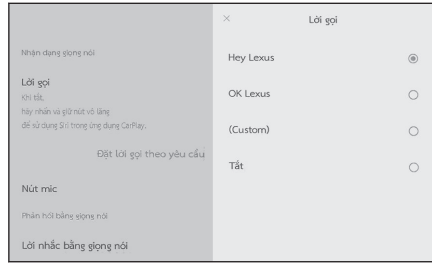 Nhận dạng giọng nói
Lời gọi
Khi tắt,
hãy nhấn và giữ nút vô lăng
để sử dụng Siri trong ứng dụng CarPlay.
Đặt lời gọi theo yêu cầu
Nút mic
Phản hồi bằng giọng nói
Lời nhắc bằng giọng nói
Lời gọi
Hey Lexus
OK Lexus
(Custom)
Tắt